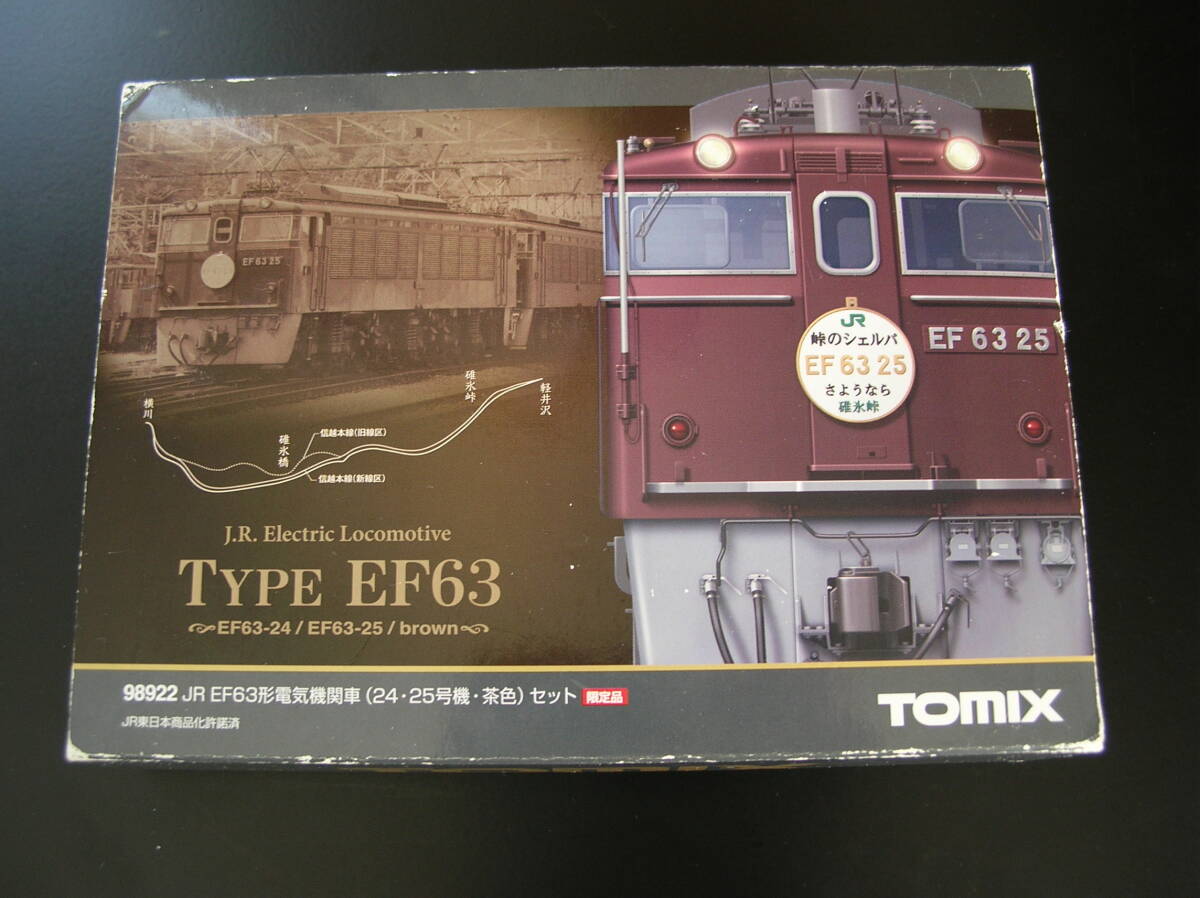 EF 63 25
横川
碓氷橋
信越本線(旧線区)
信越本線(新線区)
碓氷峠
軽井沢
J.R. Electric Locomotive
TYPE EF63
EF63-24 / EF63-25 / brown
JR
峠のシェルパ
EF 63 25
さようなら
碓氷峠
EF 63 25
98922 JR EF63形電気機関車(24・25号機・茶色)セット 限定品
JR東日本商品化許諾済
TOMIX